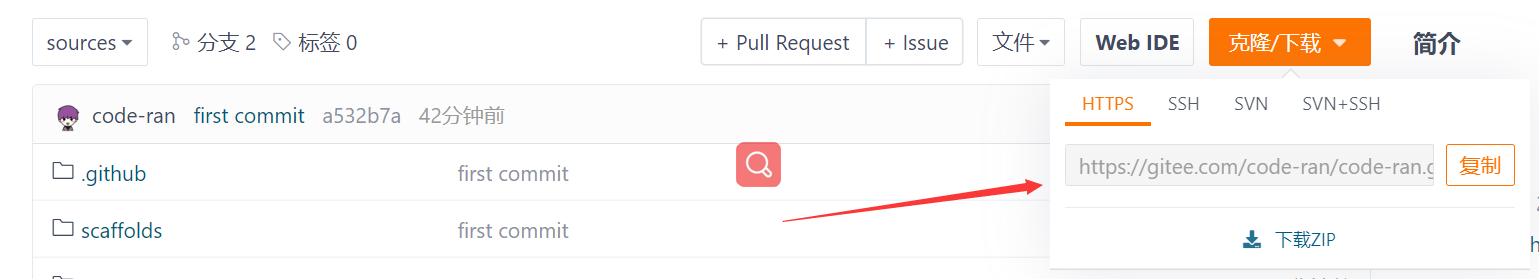 sources 分支 2 标签 0 + Pull Request + Issue 文件 Web IDE 克隆/下载 简介
HTTPS SSH SVN SVN+SSH
code-ran first commit a532b7a 42分钟前
https://gitee.com/code-ran/code-ran.g 复制
.github first commit
scaffolds first commit
下载ZIP